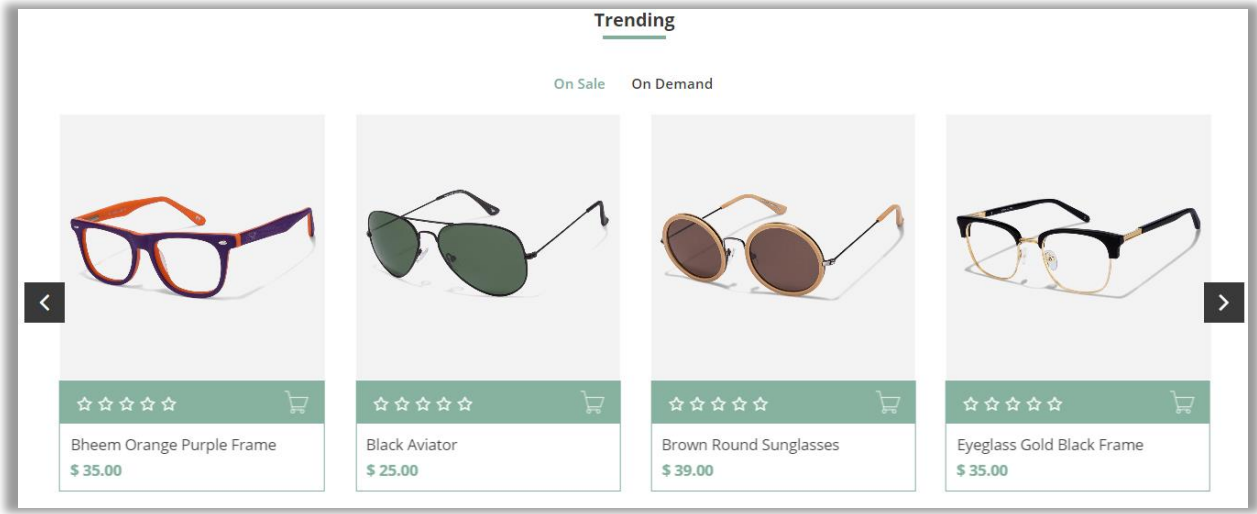 Trending
On Sale On Demand
Bheem Orange Purple Frame
$ 35.00
Black Aviator
$ 25.00
Brown Round Sunglasses
$ 39.00
Eyeglass Gold Black Frame
$ 35.00